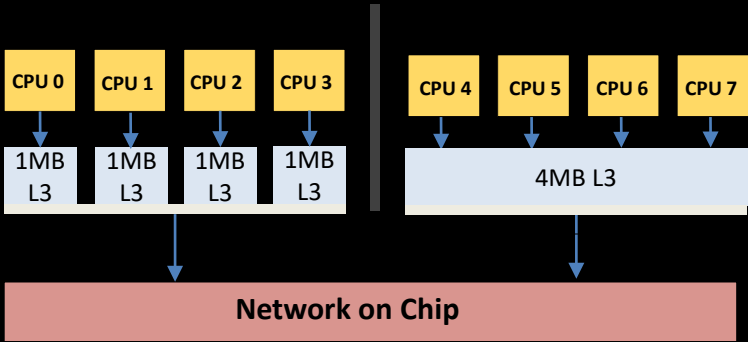 CPU 0
CPU 1
CPU 2
CPU 3
CPU 4
CPU 5
CPU 6
CPU 7
1MB
L3
1MB
L3
1MB
L3
1MB
L3
4MB L3
Network on Chip